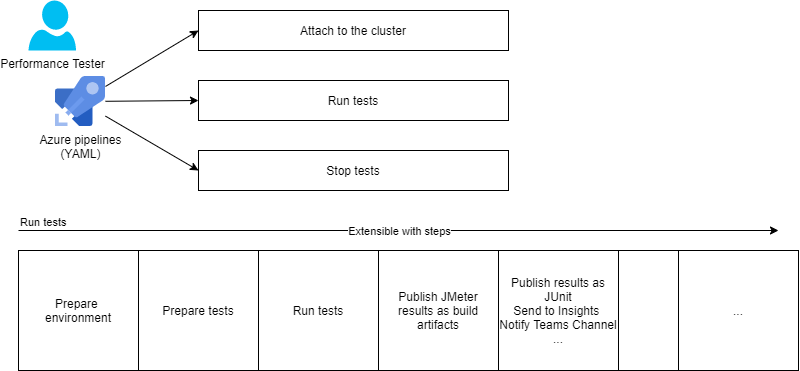 Performance Tester
Attach to the cluster
Run tests
Azure pipelines
(YAML)
Stop tests
Run tests
Extensible with steps
Prepare
environment
Prepare tests
Run tests
Publish JMeter
results as build
artifacts
Publish results as
JUnit
Send to Insights
Notify Teams Channel
...
...